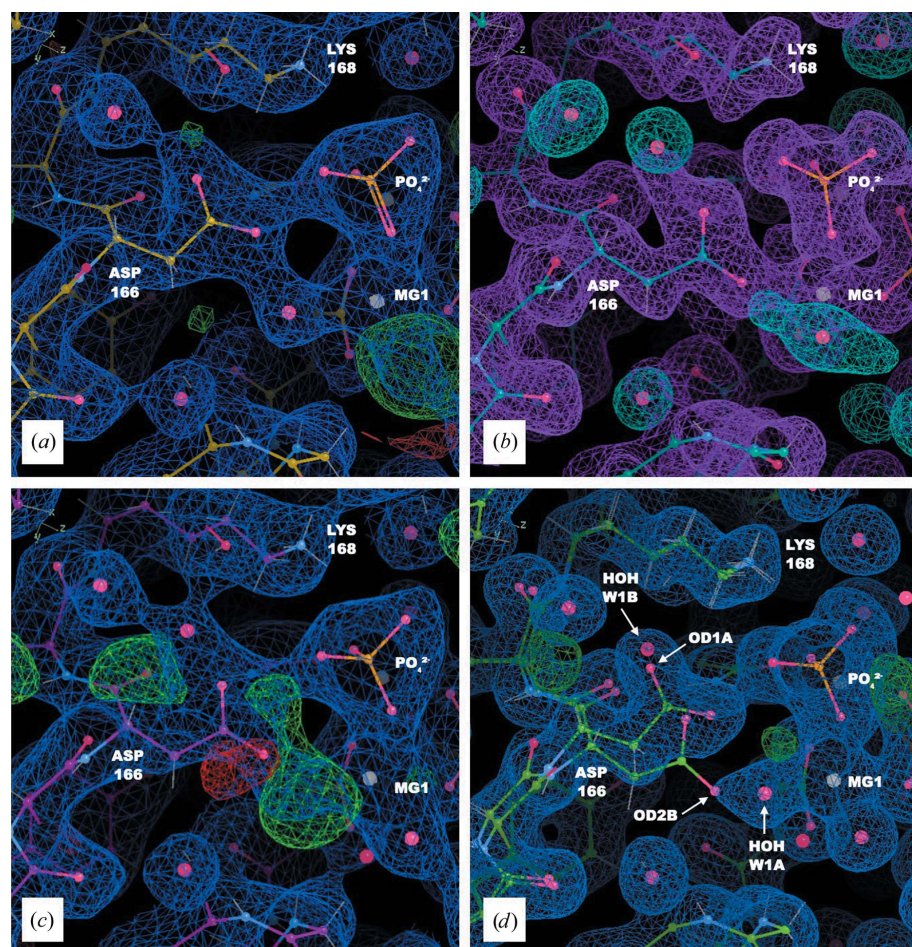 x
y z
LYS
168
PO₄²⁻
ASP
166
MG1
(a)
z
LYS
168
PO₄²⁻
ASP
166
MG1
(b)
x
y z
LYS
168
PO₄²⁻
ASP
166
MG1
(c)
z
LYS
168
HOH
W1B
OD1A
PO₄²⁻
ASP
166
MG1
OD2B
HOH
W1A
(d)